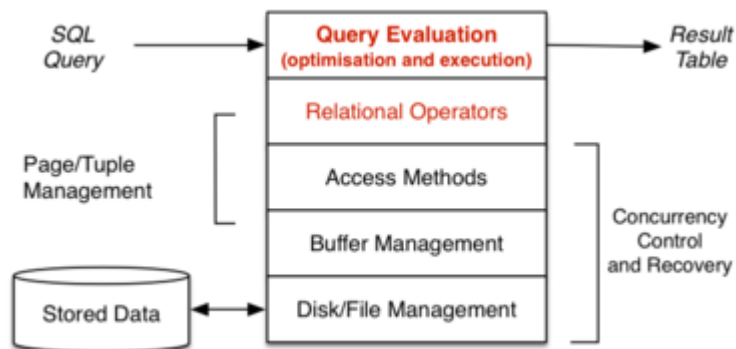 SQL
Query
Query Evaluation
(optimisation and execution)
Result
Table
Relational Operators
Page/Tuple
Management
Access Methods
Buffer Management
Concurrency
Control
and Recovery
Stored Data
Disk/File Management